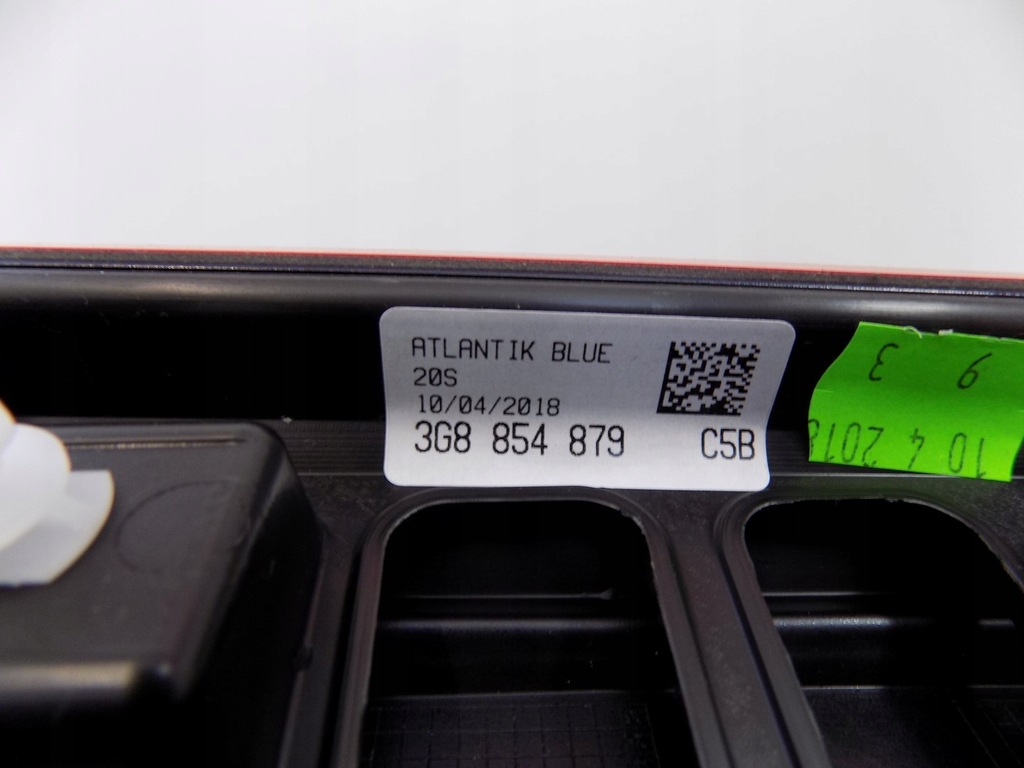 ATLANTIK BLUE
20S
10/04/2018
3G8 854 879 C5B
9 3
10 4 2018